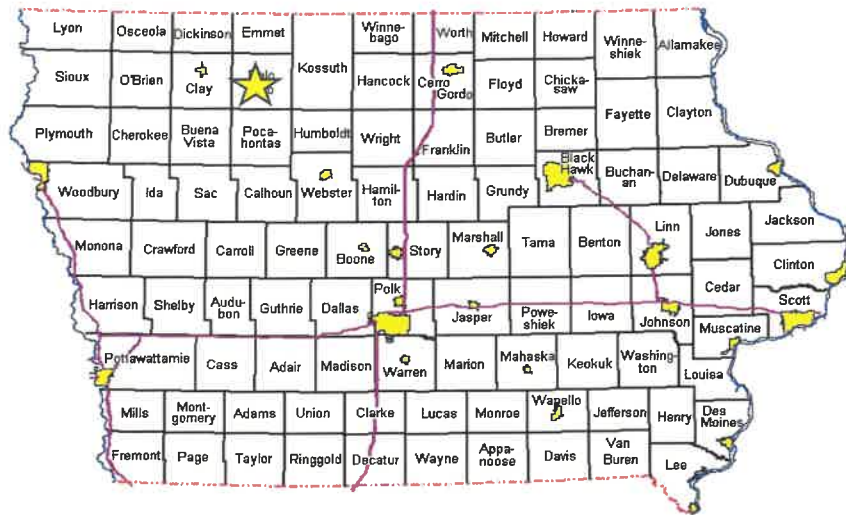 Lyon
Osceola
Dickinson
Emmet
Winne-
bago
Worth
Mitchell
Howard
Winne-
shiek
Allamakee
Kossuth
Sioux
O'Brien
Clay
Hancock
Cerro
Gordo
Floyd
Chicka-
saw
Fayette
Clayton
Plymouth
Cherokee
Buena
Vista
Poca-
hontas
Humboldt
Wright
Franklin
Butler
Bremer
Black
Hawk
Buchan-
an
Delaware
Dubuque
Woodbury
Ida
Sac
Calhoun
Webster
Hamil-
ton
Hardin
Grundy
Jackson
Monona
Crawford
Carroll
Greene
Boone
Story
Marshall
Tama
Benton
Linn
Jones
Clinton
Cedar
Harrison
Shelby
Audu-
bon
Guthrie
Dallas
Polk
Jasper
Powe-
shiek
Iowa
Johnson
Scott
Muscatine
Pottawattamie
Cass
Adair
Madison
Warren
Marion
Mahaska
Keokuk
Washing-
ton
Louisa
Mills
Mont-
gomery
Adams
Union
Clarke
Lucas
Monroe
Wapello
Jefferson
Henry
Des
Moines
Fremont
Page
Taylor
Ringgold
Decatur
Wayne
Appa-
noose
Davis
Van
Buren
Lee